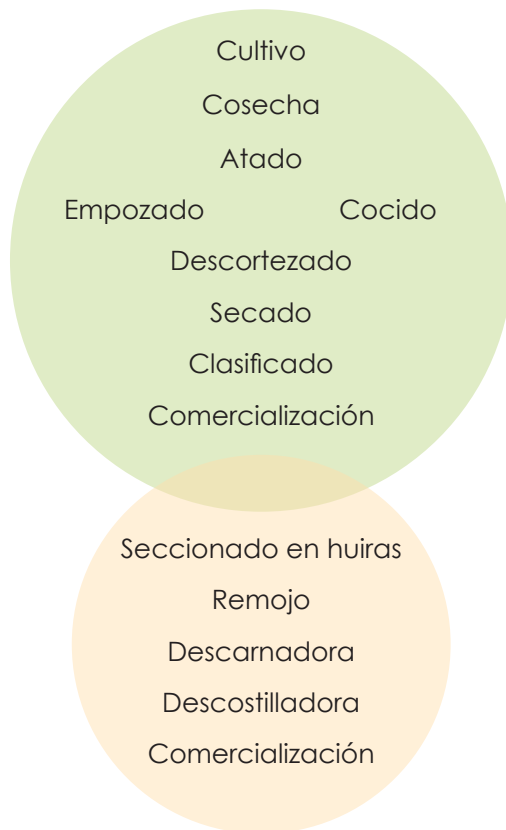 Cultivo
Cosecha
Atado
Empozado Cocido
Descortezado
Secado
Clasificado
Comercialización
Seccionado en huiras
Remojo
Descarnadora
Descostilladora
Comercialización